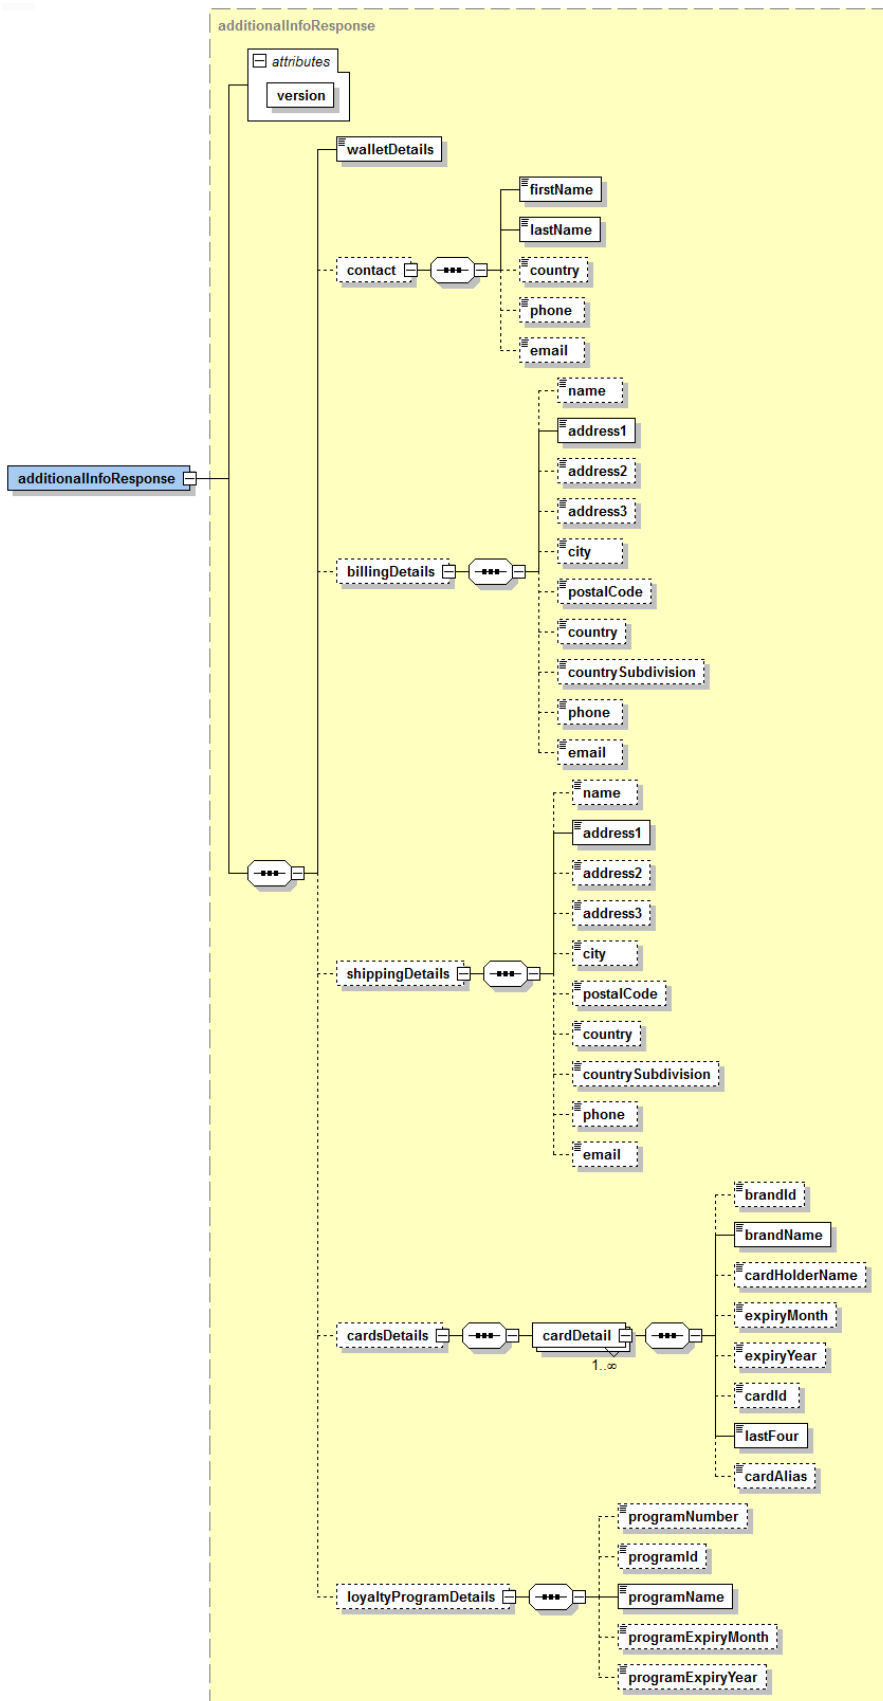 additionalInfoResponse
attributes
version
walletDetails
firstName
lastName
contact
country
phone
email
name
address1
additionalInfoResponse
address2
address3
city
billingDetails
postalCode
country
countrySubdivision
phone
email
name
address1
address2
address3
city
shippingDetails
postalCode
country
countrySubdivision
phone
email
brandId
brandName
cardHolderName
expiryMonth
cardsDetails
cardDetail
1..∞
expiryYear
cardId
lastFour
cardAlias
programNumber
programId
loyaltyProgramDetails
programName
programExpiryMonth
programExpiryYear